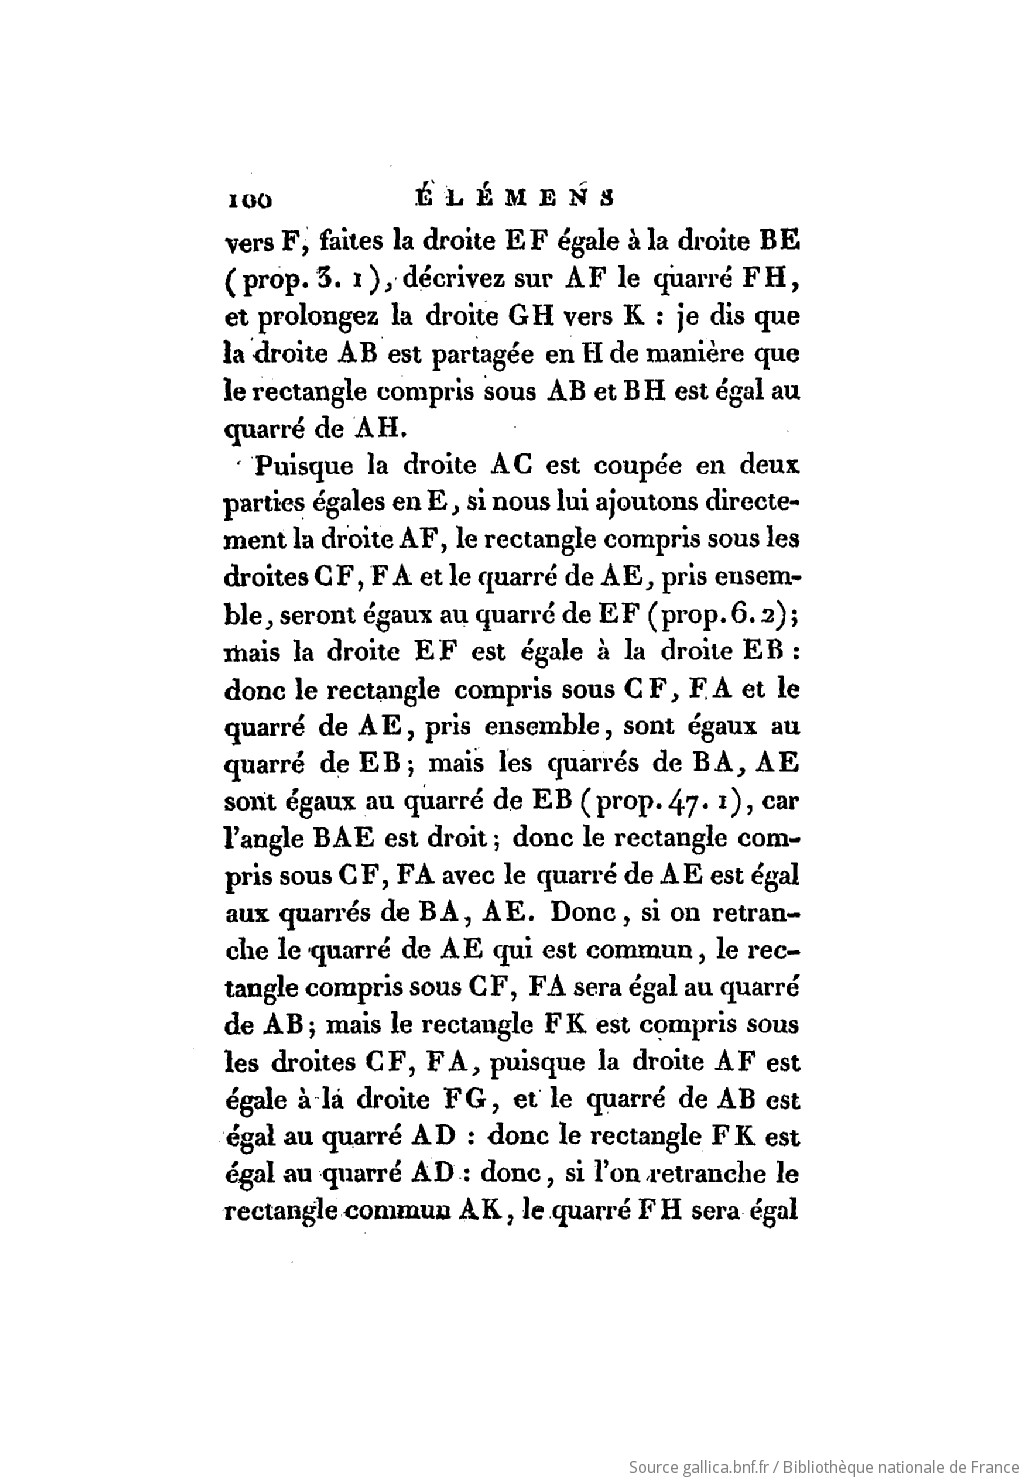 100 ÉLÉMENS
vers F, faites la droite EF égale à la droite BE
(prop. 3. 1), décrivez sur AF le quarré FH,
et prolongez la droite GH vers K : je dis que
la droite AB est partagée en H de manière que
le rectangle compris sous AB et BH est égal au
quarré de AH.
Puisque la droite AC est coupée en deux
parties égales en E, si nous lui ajoutons directe-
ment la droite AF, le rectangle compris sous les
droites CF, FA et le quarré de AE, pris ensem-
ble, seront égaux au quarré de EF (prop. 6. 2);
mais la droite EF est égale à la droite EB :
donc le rectangle compris sous CF, FA et le
quarré de AE, pris ensemble, sont égaux au
quarré de EB; mais les quarrés de BA, AE
sont égaux au quarré de EB (prop. 47. 1), car
l'angle BAE est droit; donc le rectangle com-
pris sous CF, FA avec le quarré de AE est égal
aux quarrés de BA, AE. Donc, si on retran-
che le quarré de AE qui est commun, le rec-
tangle compris sous CF, FA sera égal au quarré
de AB; mais le rectangle FK est compris sous
les droites CF, FA, puisque la droite AF est
égale à la droite FG, et le quarré de AB est
égal au quarré AD : donc le rectangle FK est
égal au quarré AD : donc, si l'on retranche le
rectangle commun AK, le quarré FH sera égal
Source gallica.bnf.fr / Bibliothèque nationale de France